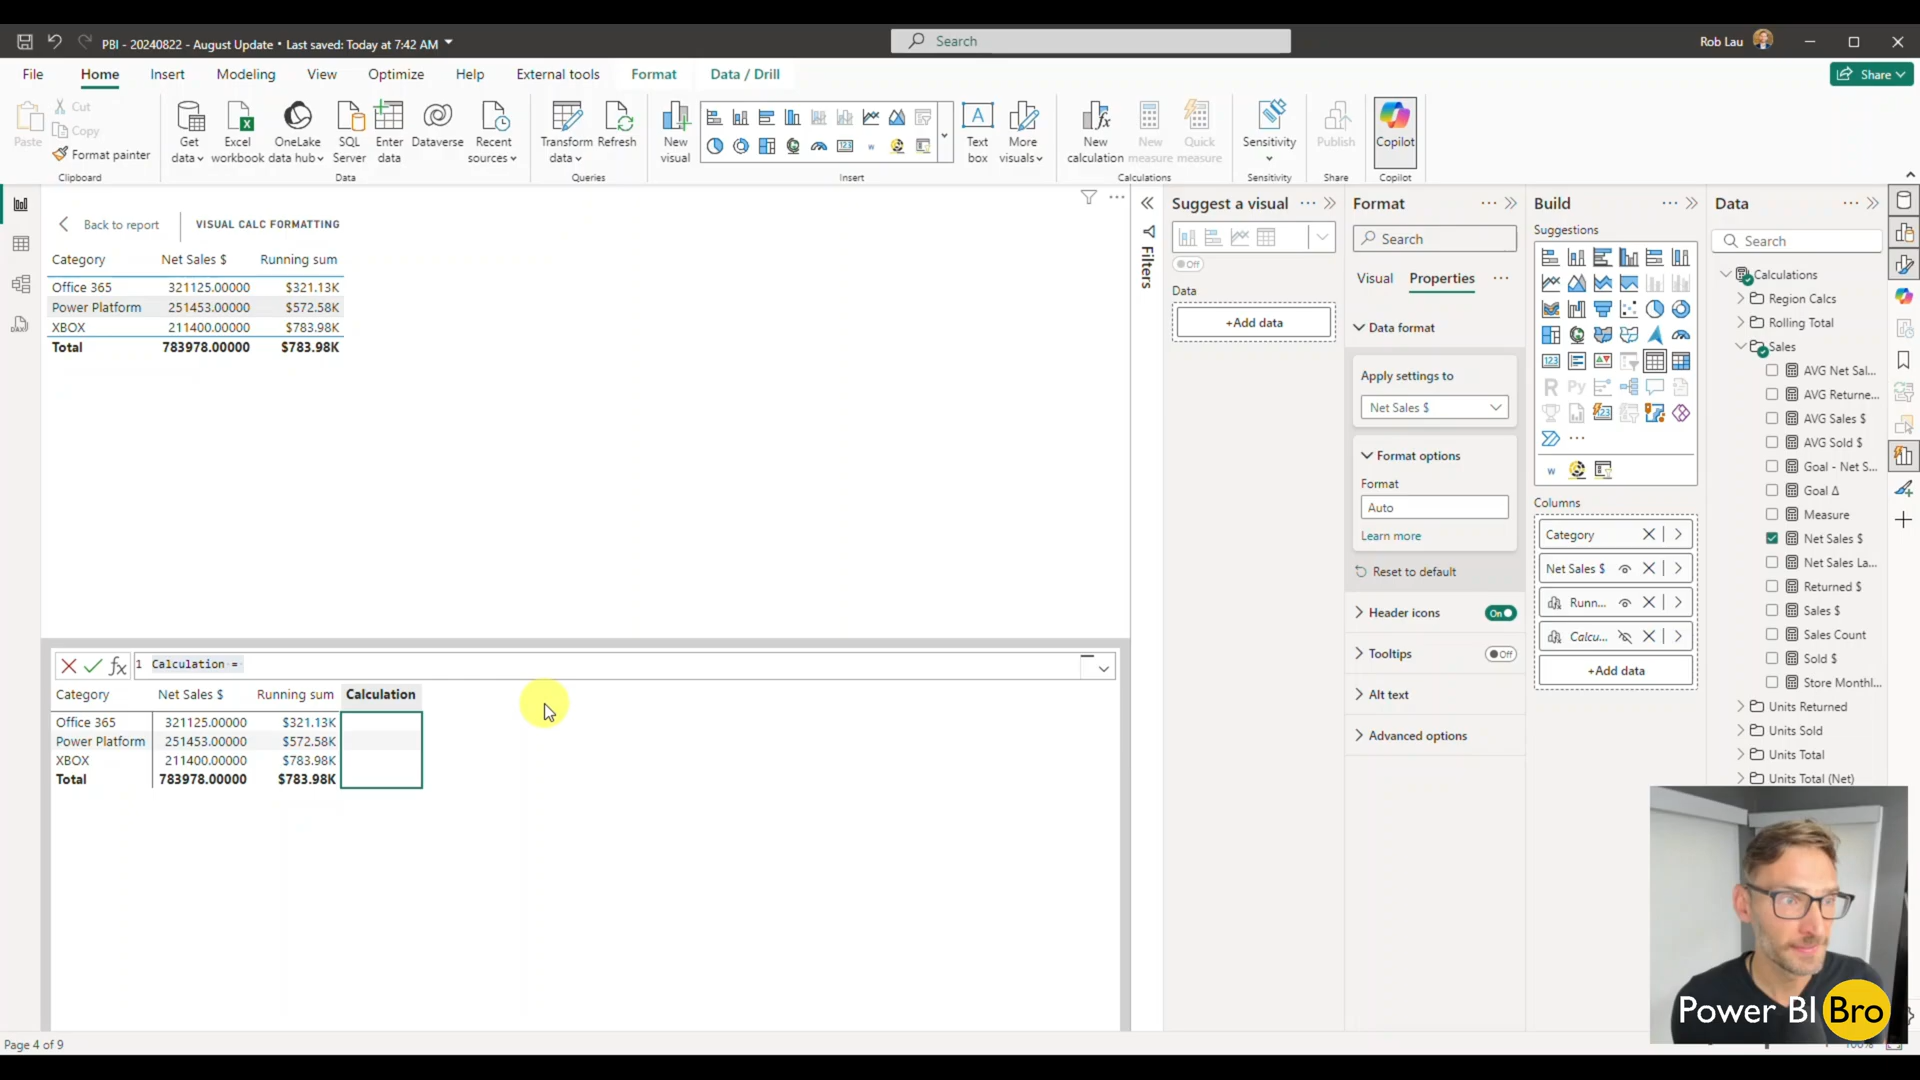 PBI - 20240822 - August Update • Last saved: Today at 7:42 AM
Search
Rob Lau
File
Home
Insert
Modeling
View
Optimize
Help
External tools
Format
Data / Drill
Share
Paste
Cut
Copy
Format painter
Clipboard
Get data
Excel workbook
OneLake data hub
SQL Server
Enter data
Dataverse
Recent sources
Data
Transform data
Refresh
Queries
New visual
Text box
More visuals
Insert
New calculation
New measure
Quick measure
Calculations
Sensitivity
Sensitivity
Publish
Share
Copilot
Copilot
Back to report
VISUAL CALC FORMATTING
Category Net Sales $ Running sum
Office 365 321125.00000 $321.13K
Power Platform 251453.00000 $572.58K
XBOX 211400.00000 $783.98K
Total 783978.00000 $783.98K
1 Calculation =
Category Net Sales $ Running sum Calculation
Office 365 321125.00000 $321.13K
Power Platform 251453.00000 $572.58K
XBOX 211400.00000 $783.98K
Total 783978.00000 $783.98K
Filters
Suggest a visual
Off
Data
+Add data
Format
Search
Visual
Properties
Data format
Apply settings to
Net Sales $
Format options
Format
Auto
Learn more
Reset to default
Header icons
On
Tooltips
Off
Alt text
Advanced options
Build
Suggestions
R
Py
123
Columns
Category
Net Sales $
Runn...
Calcu...
+Add data
Data
Search
Calculations
Region Calcs
Rolling Total
Sales
AVG Net Sal...
AVG Returne...
AVG Sales $
AVG Sold $
Goal - Net S...
Goal Δ
Measure
Net Sales $
Net Sales La...
Returned $
Sales $
Sales Count
Sold $
Store Monthl...
Units Returned
Units Sold
Units Total
Units Total (Net)
Power BI Bro
Page 4 of 9